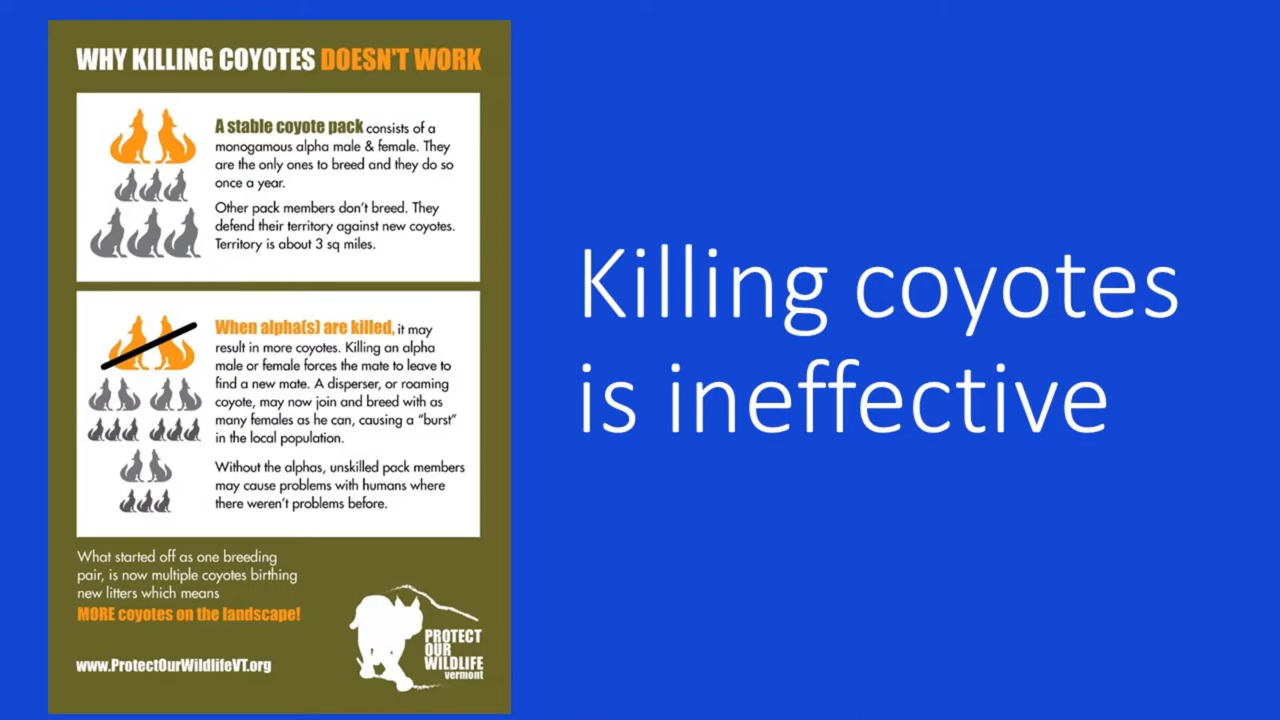 WHY KILLING COYOTES DOESN'T WORK
A stable coyote pack consists of a
monogamous alpha male & female. They
are the only ones to breed and they do so
once a year.
Other pack members don't breed. They
defend their territory against new coyotes.
Territory is about 3 sq miles.
When alpha(s) are killed, it may
result in more coyotes. Killing an alpha
male or female forces the mate to leave to
find a new mate. A disperser, or roaming
coyote, may now join and breed with as
many females as he can, causing a "burst"
in the local population.
Without the alphas, unskilled pack members
may cause problems with humans where
there weren't problems before.
What started off as one breeding
pair, is now multiple coyotes birthing
new litters which means
MORE coyotes on the landscape!
www.ProtectOurWildlifeVT.org
PROTECT
OUR
WILDLIFE
vermont
Killing coyotes
is ineffective